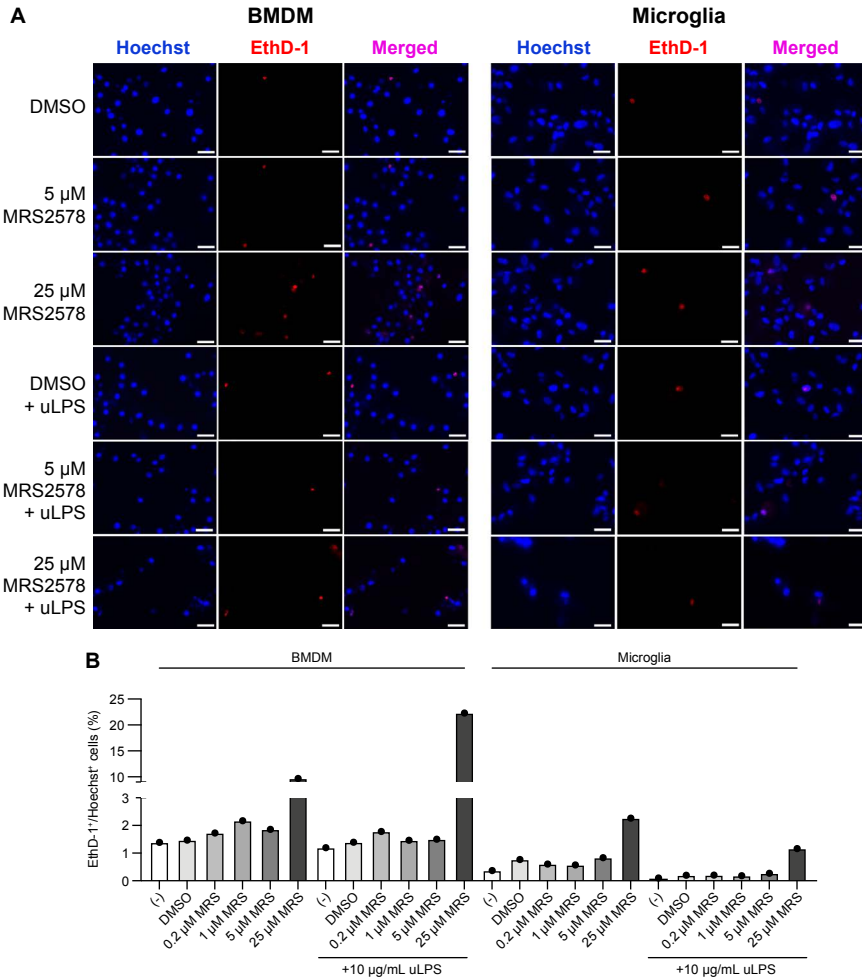 A
BMDM
Microglia
Hoechst EthD-1 Merged Hoechst EthD-1 Merged
DMSO
5 µM
MRS2578
25 µM
MRS2578
DMSO
+ uLPS
5 µM
MRS2578
+ uLPS
25 µM
MRS2578
+ uLPS
B
BMDM
Microglia
EthD-1⁺/Hoechst⁺ cells (%)
25
20
15
10
3
2
1
0
(-) DMSO 0.2 µM MRS 1 µM MRS 5 µM MRS 25 µM MRS (-) DMSO 0.2 µM MRS 1 µM MRS 5 µM MRS 25 µM MRS (-) DMSO 0.2 µM MRS 1 µM MRS 5 µM MRS 25 µM MRS (-) DMSO 0.2 µM MRS 1 µM MRS 5 µM MRS 25 µM MRS
+10 µg/mL uLPS
+10 µg/mL uLPS